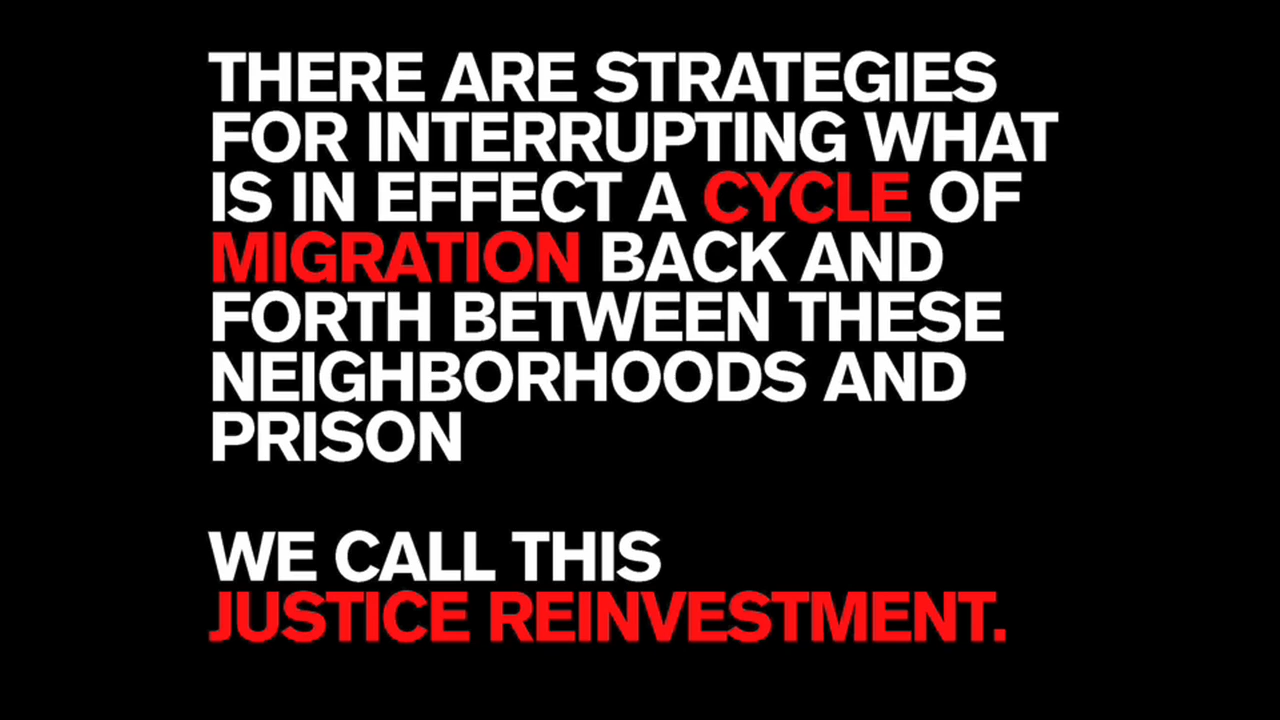 THERE ARE STRATEGIES
FOR INTERRUPTING WHAT
IS IN EFFECT A CYCLE OF
MIGRATION BACK AND
FORTH BETWEEN THESE
NEIGHBORHOODS AND
PRISON
WE CALL THIS
JUSTICE REINVESTMENT.